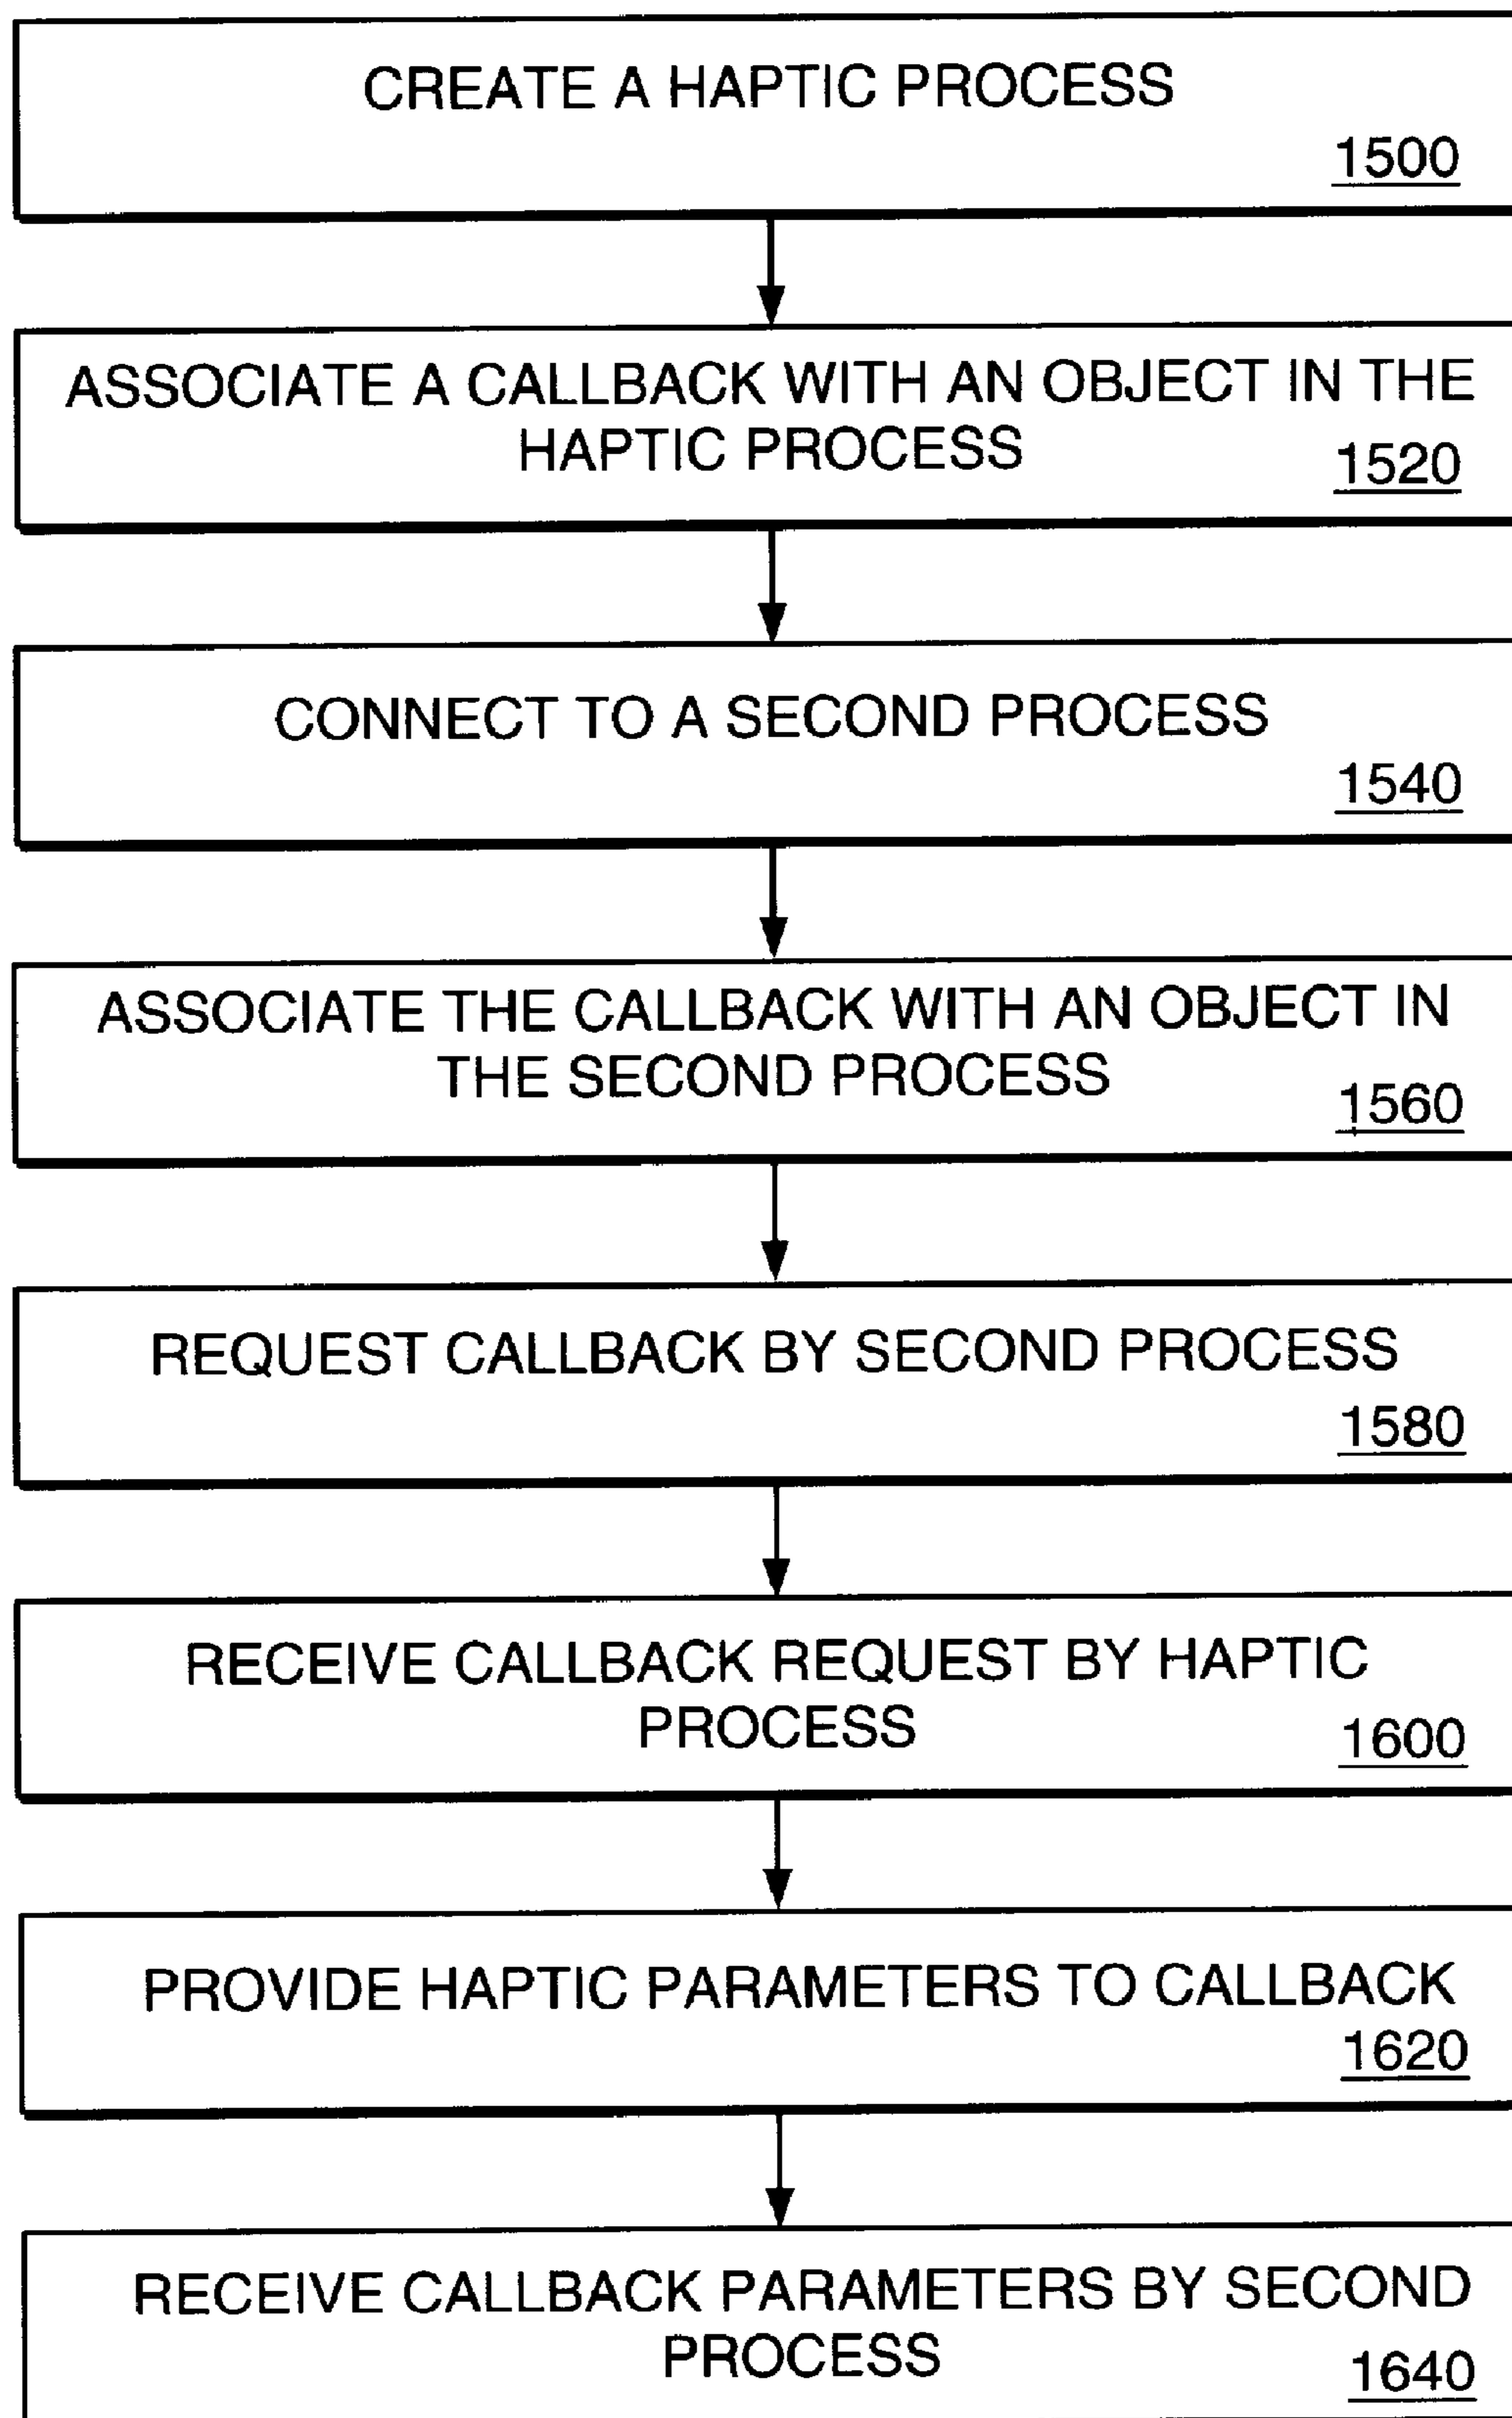 CREATE A HAPTIC PROCESS
1500
ASSOCIATE A CALLBACK WITH AN OBJECT IN THE
HAPTIC PROCESS
1520
CONNECT TO A SECOND PROCESS
1540
ASSOCIATE THE CALLBACK WITH AN OBJECT IN
THE SECOND PROCESS
1560
REQUEST CALLBACK BY SECOND PROCESS
1580
RECEIVE CALLBACK REQUEST BY HAPTIC
PROCESS
1600
PROVIDE HAPTIC PARAMETERS TO CALLBACK
1620
RECEIVE CALLBACK PARAMETERS BY SECOND
PROCESS
1640